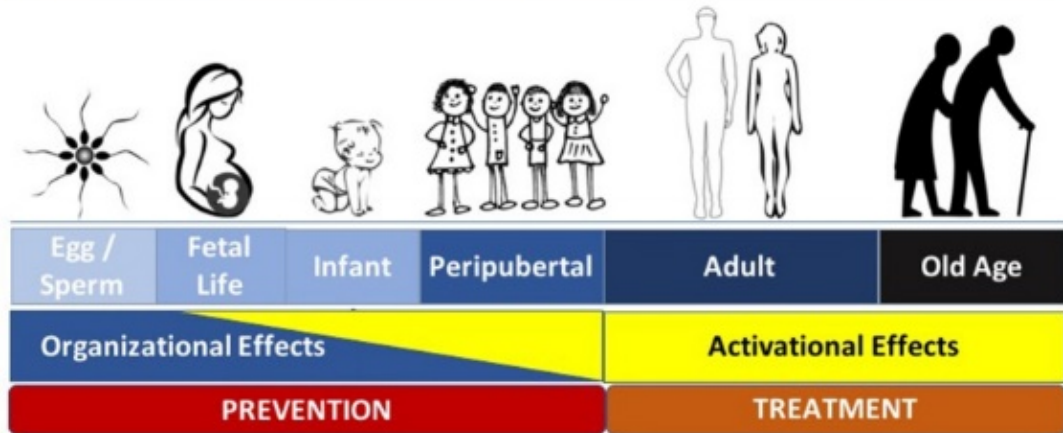 Egg /
Sperm
Fetal
Life
Infant
Peripubertal
Adult
Old Age
Organizational Effects
Activational Effects
PREVENTION
TREATMENT